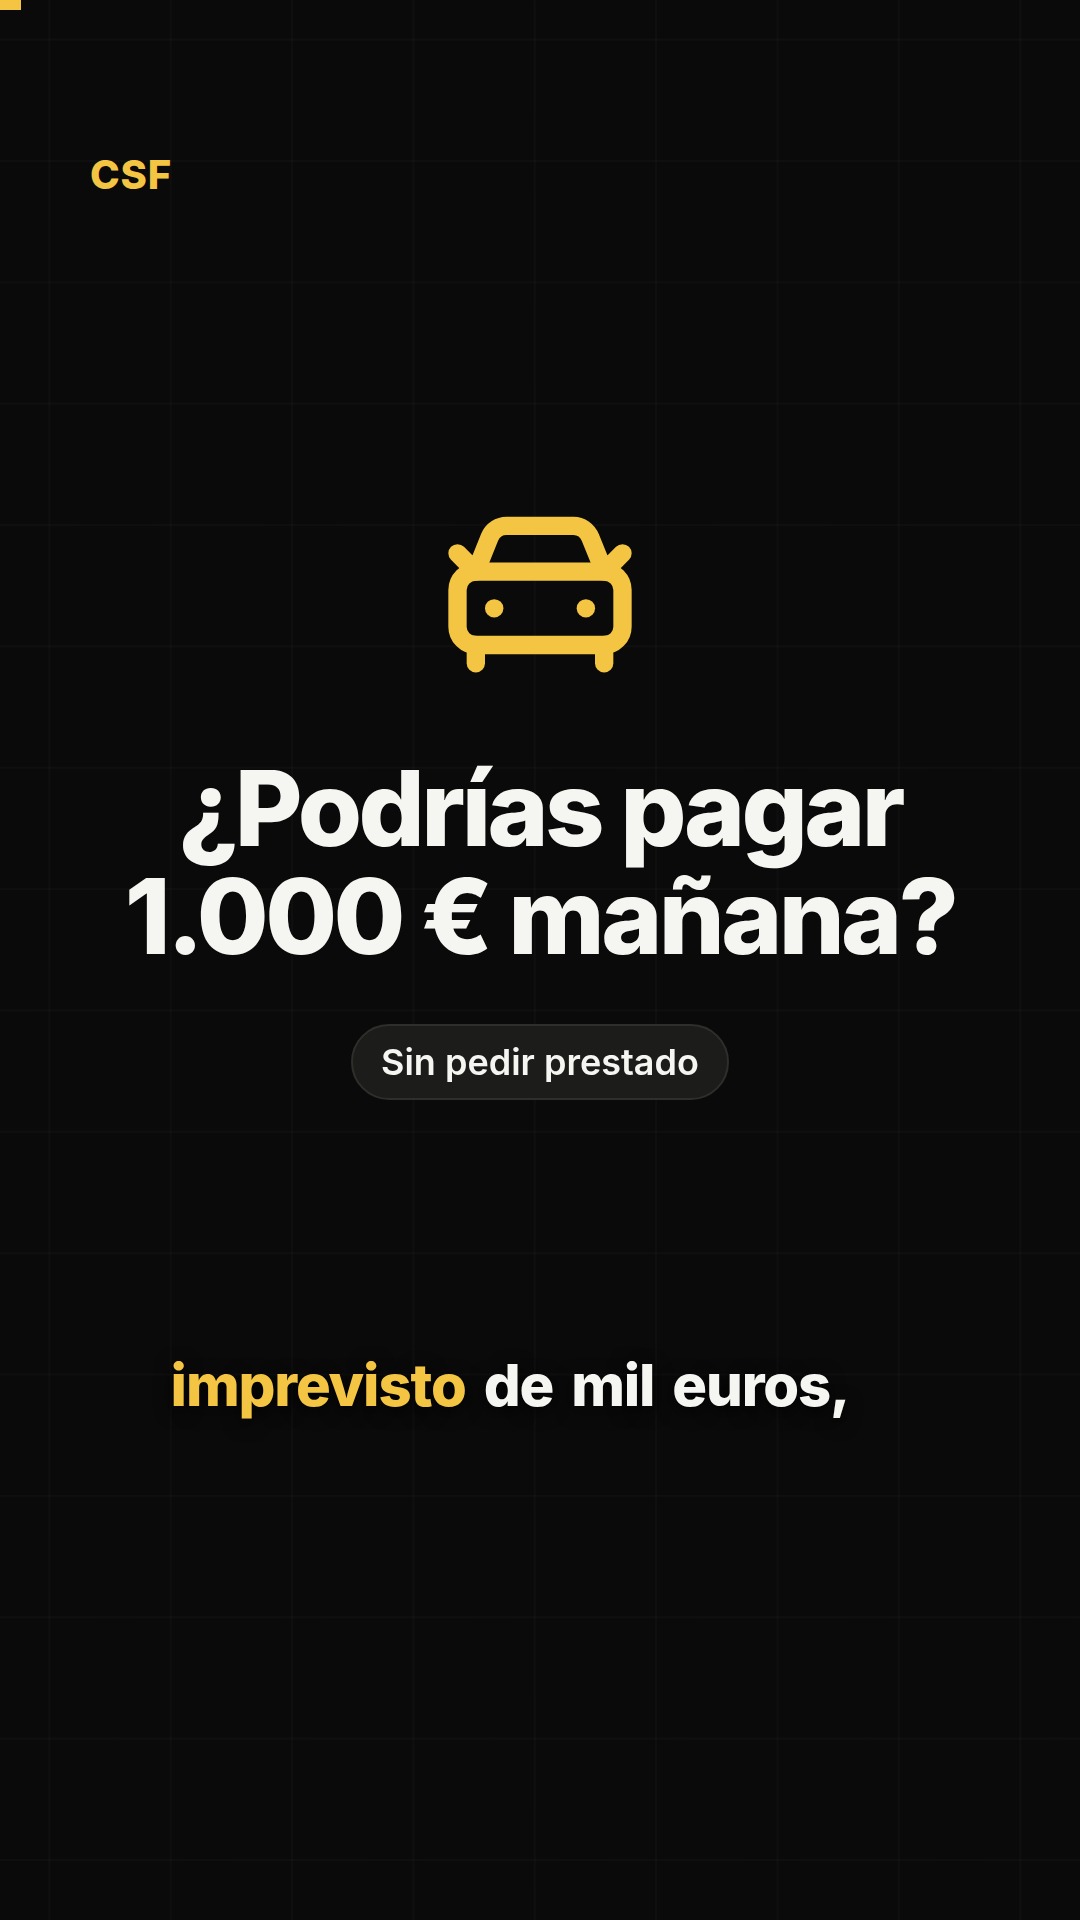 CSF
¿Podrías pagar
1.000 € mañana?
Sin pedir prestado
imprevisto de mil euros,